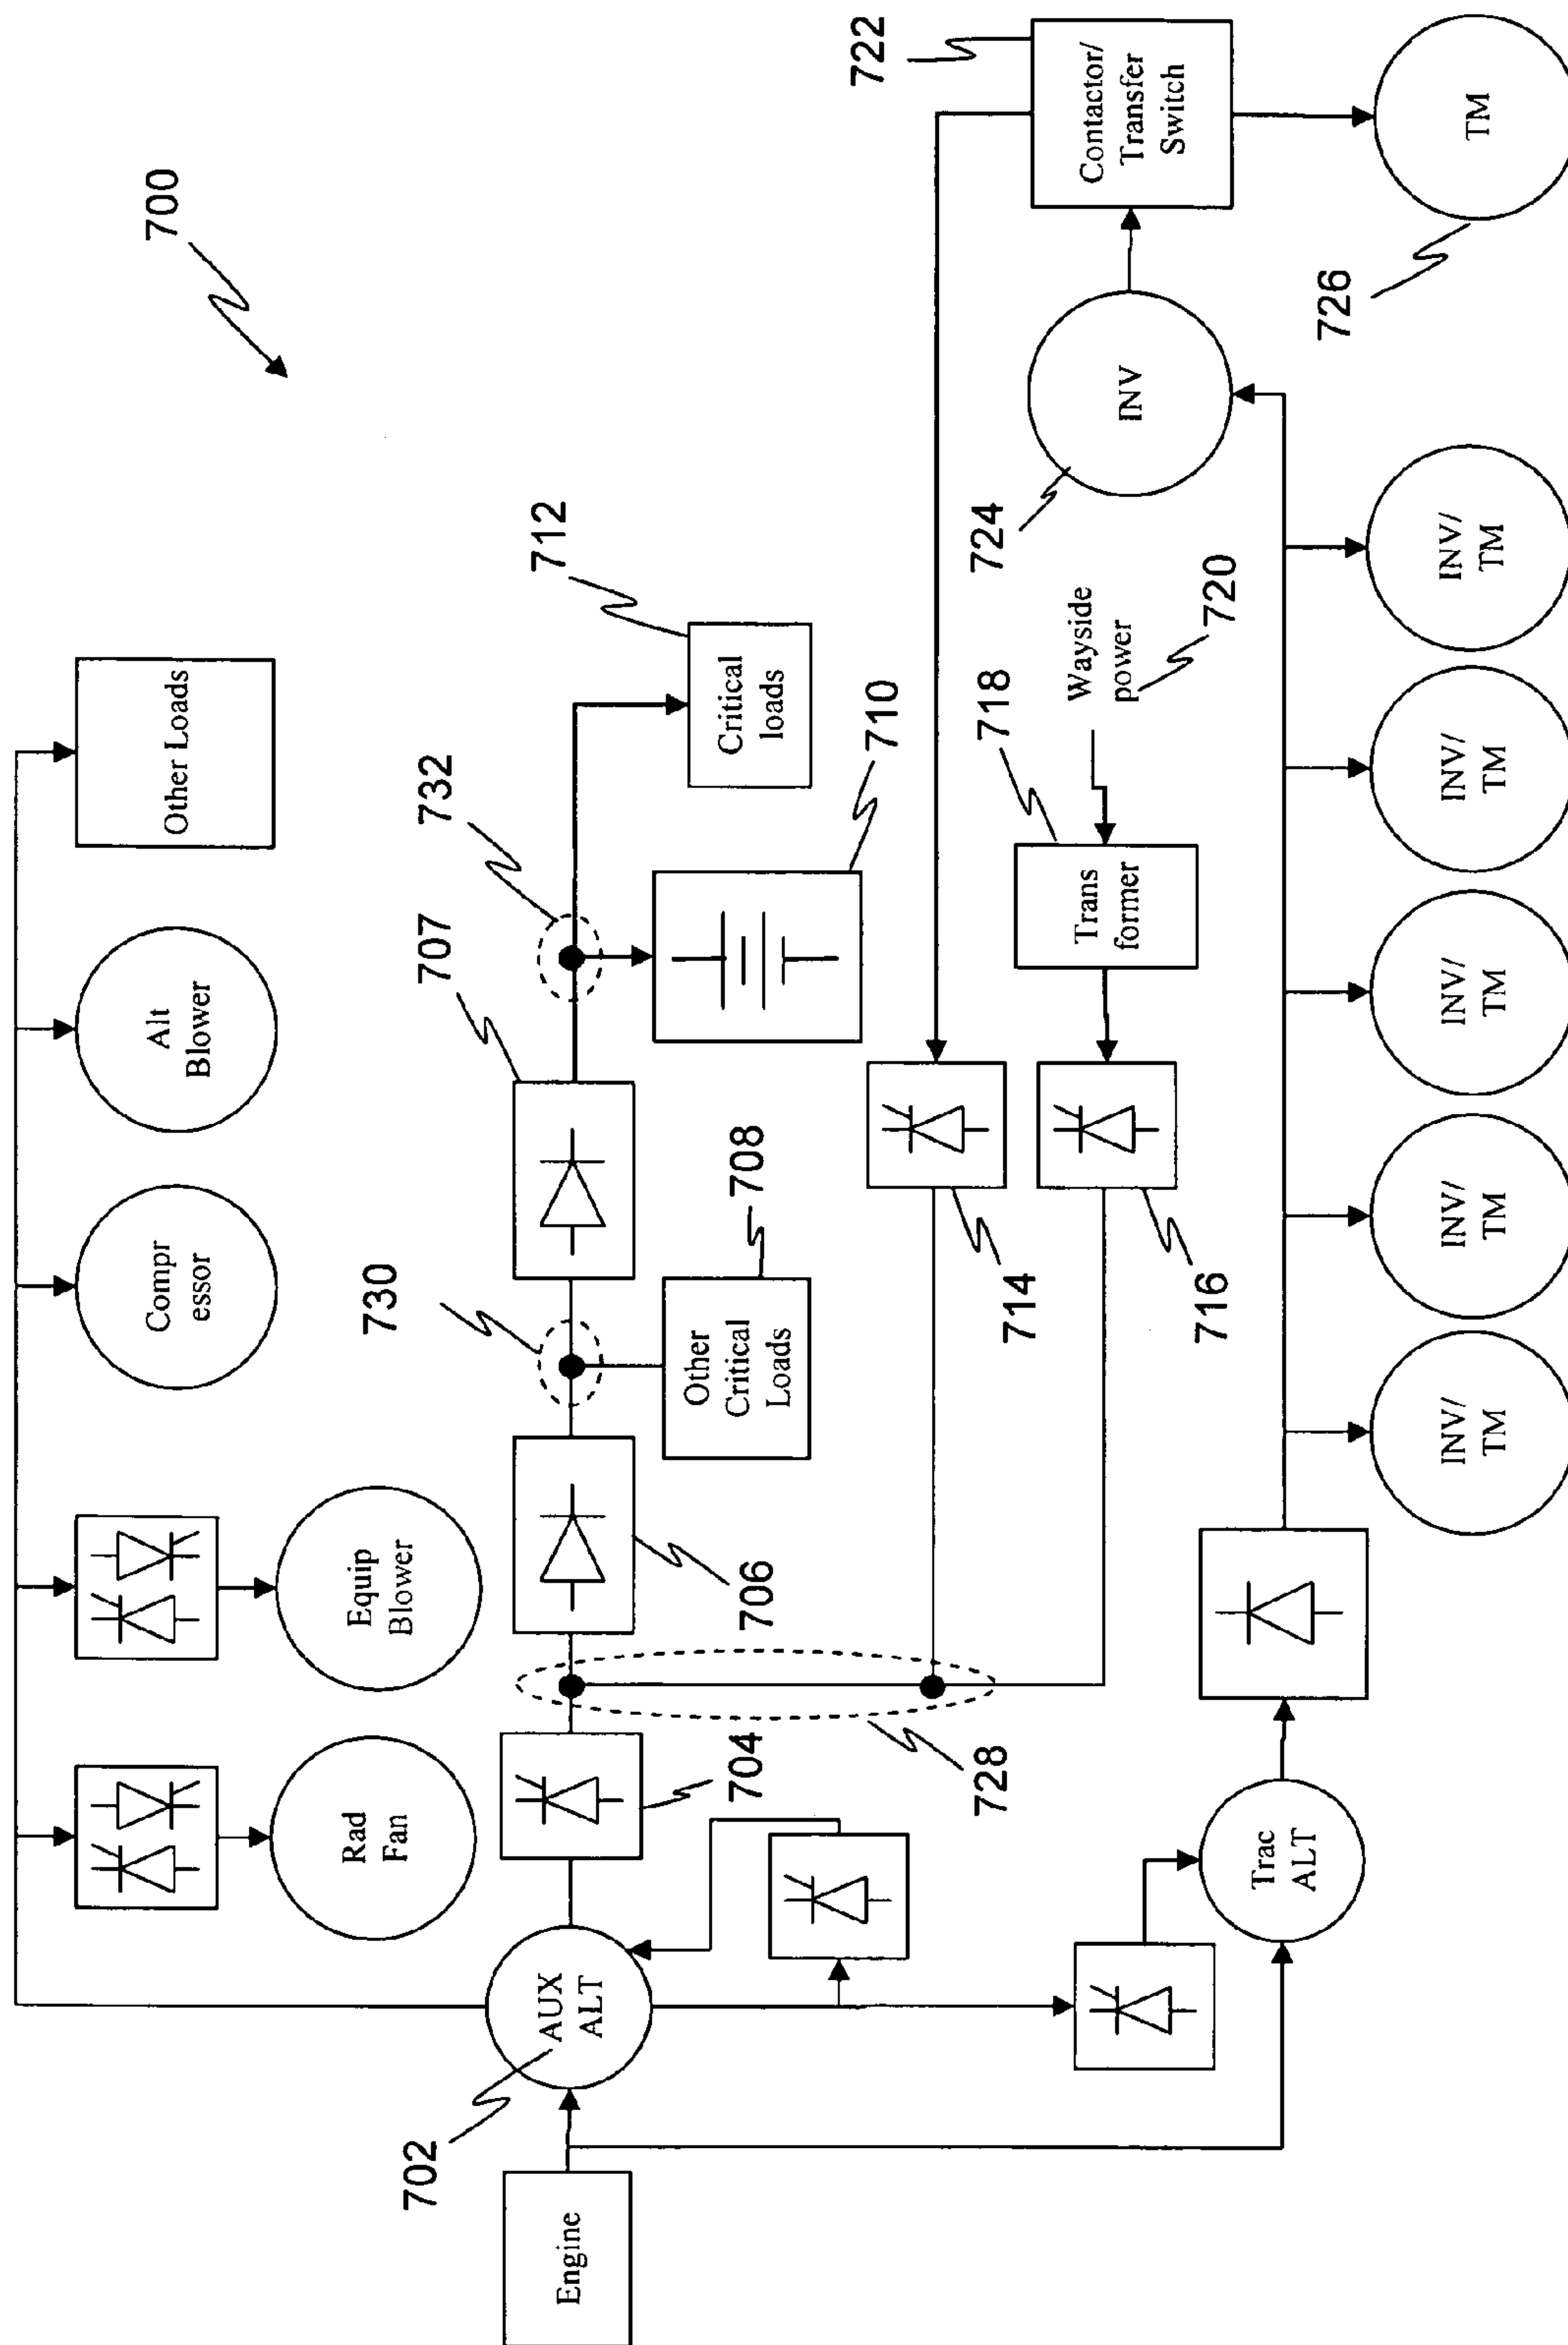 700
Other Loads
Alt
Blower
Compr
essor
Equip
Blower
Rad
Fan
712
732
707
730
Critical
loads
710
Other
Critical
Loads
708
706
704
728
AUX
ALT
702
Engine
722
Contactor/
Transfer
Switch
724
INV
726
TM
Wayside
power
720
718
Trans
former
714
716
Trac
ALT
INV/
TM
INV/
TM
INV/
TM
INV/
TM
INV/
TM